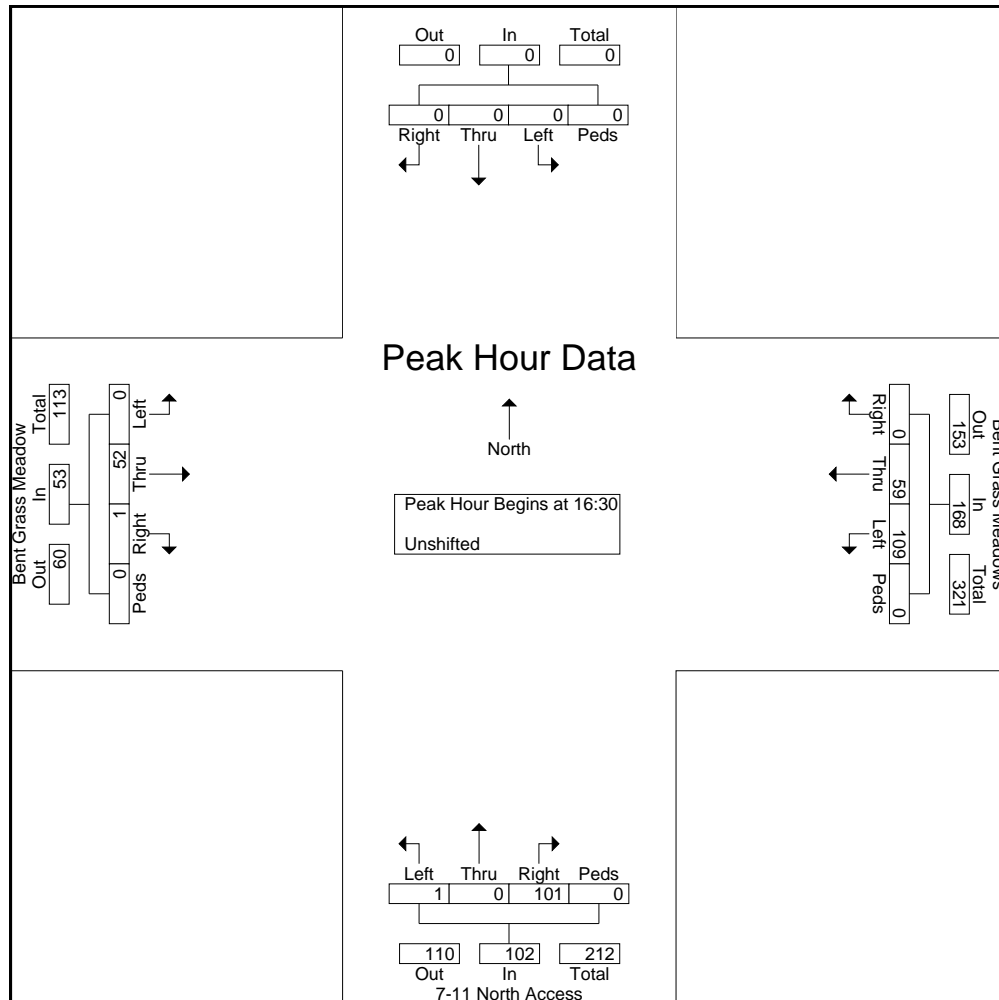 Out In Total
0 0 0
0 0 0 0
Right Thru Left Peds
Peak Hour Data
North
Peak Hour Begins at 16:30
Unshifted
Bent Grass Meadow
Total In Out
113 53 60
0 52 1 0
Left Thru Right Peds
Bent Grass Meadows
Out In Total
153 168 321
0 59 109 0
Right Thru Left Peds
Left Thru Right Peds
1 0 101 0
110 102 212
Out In Total
7-11 North Access